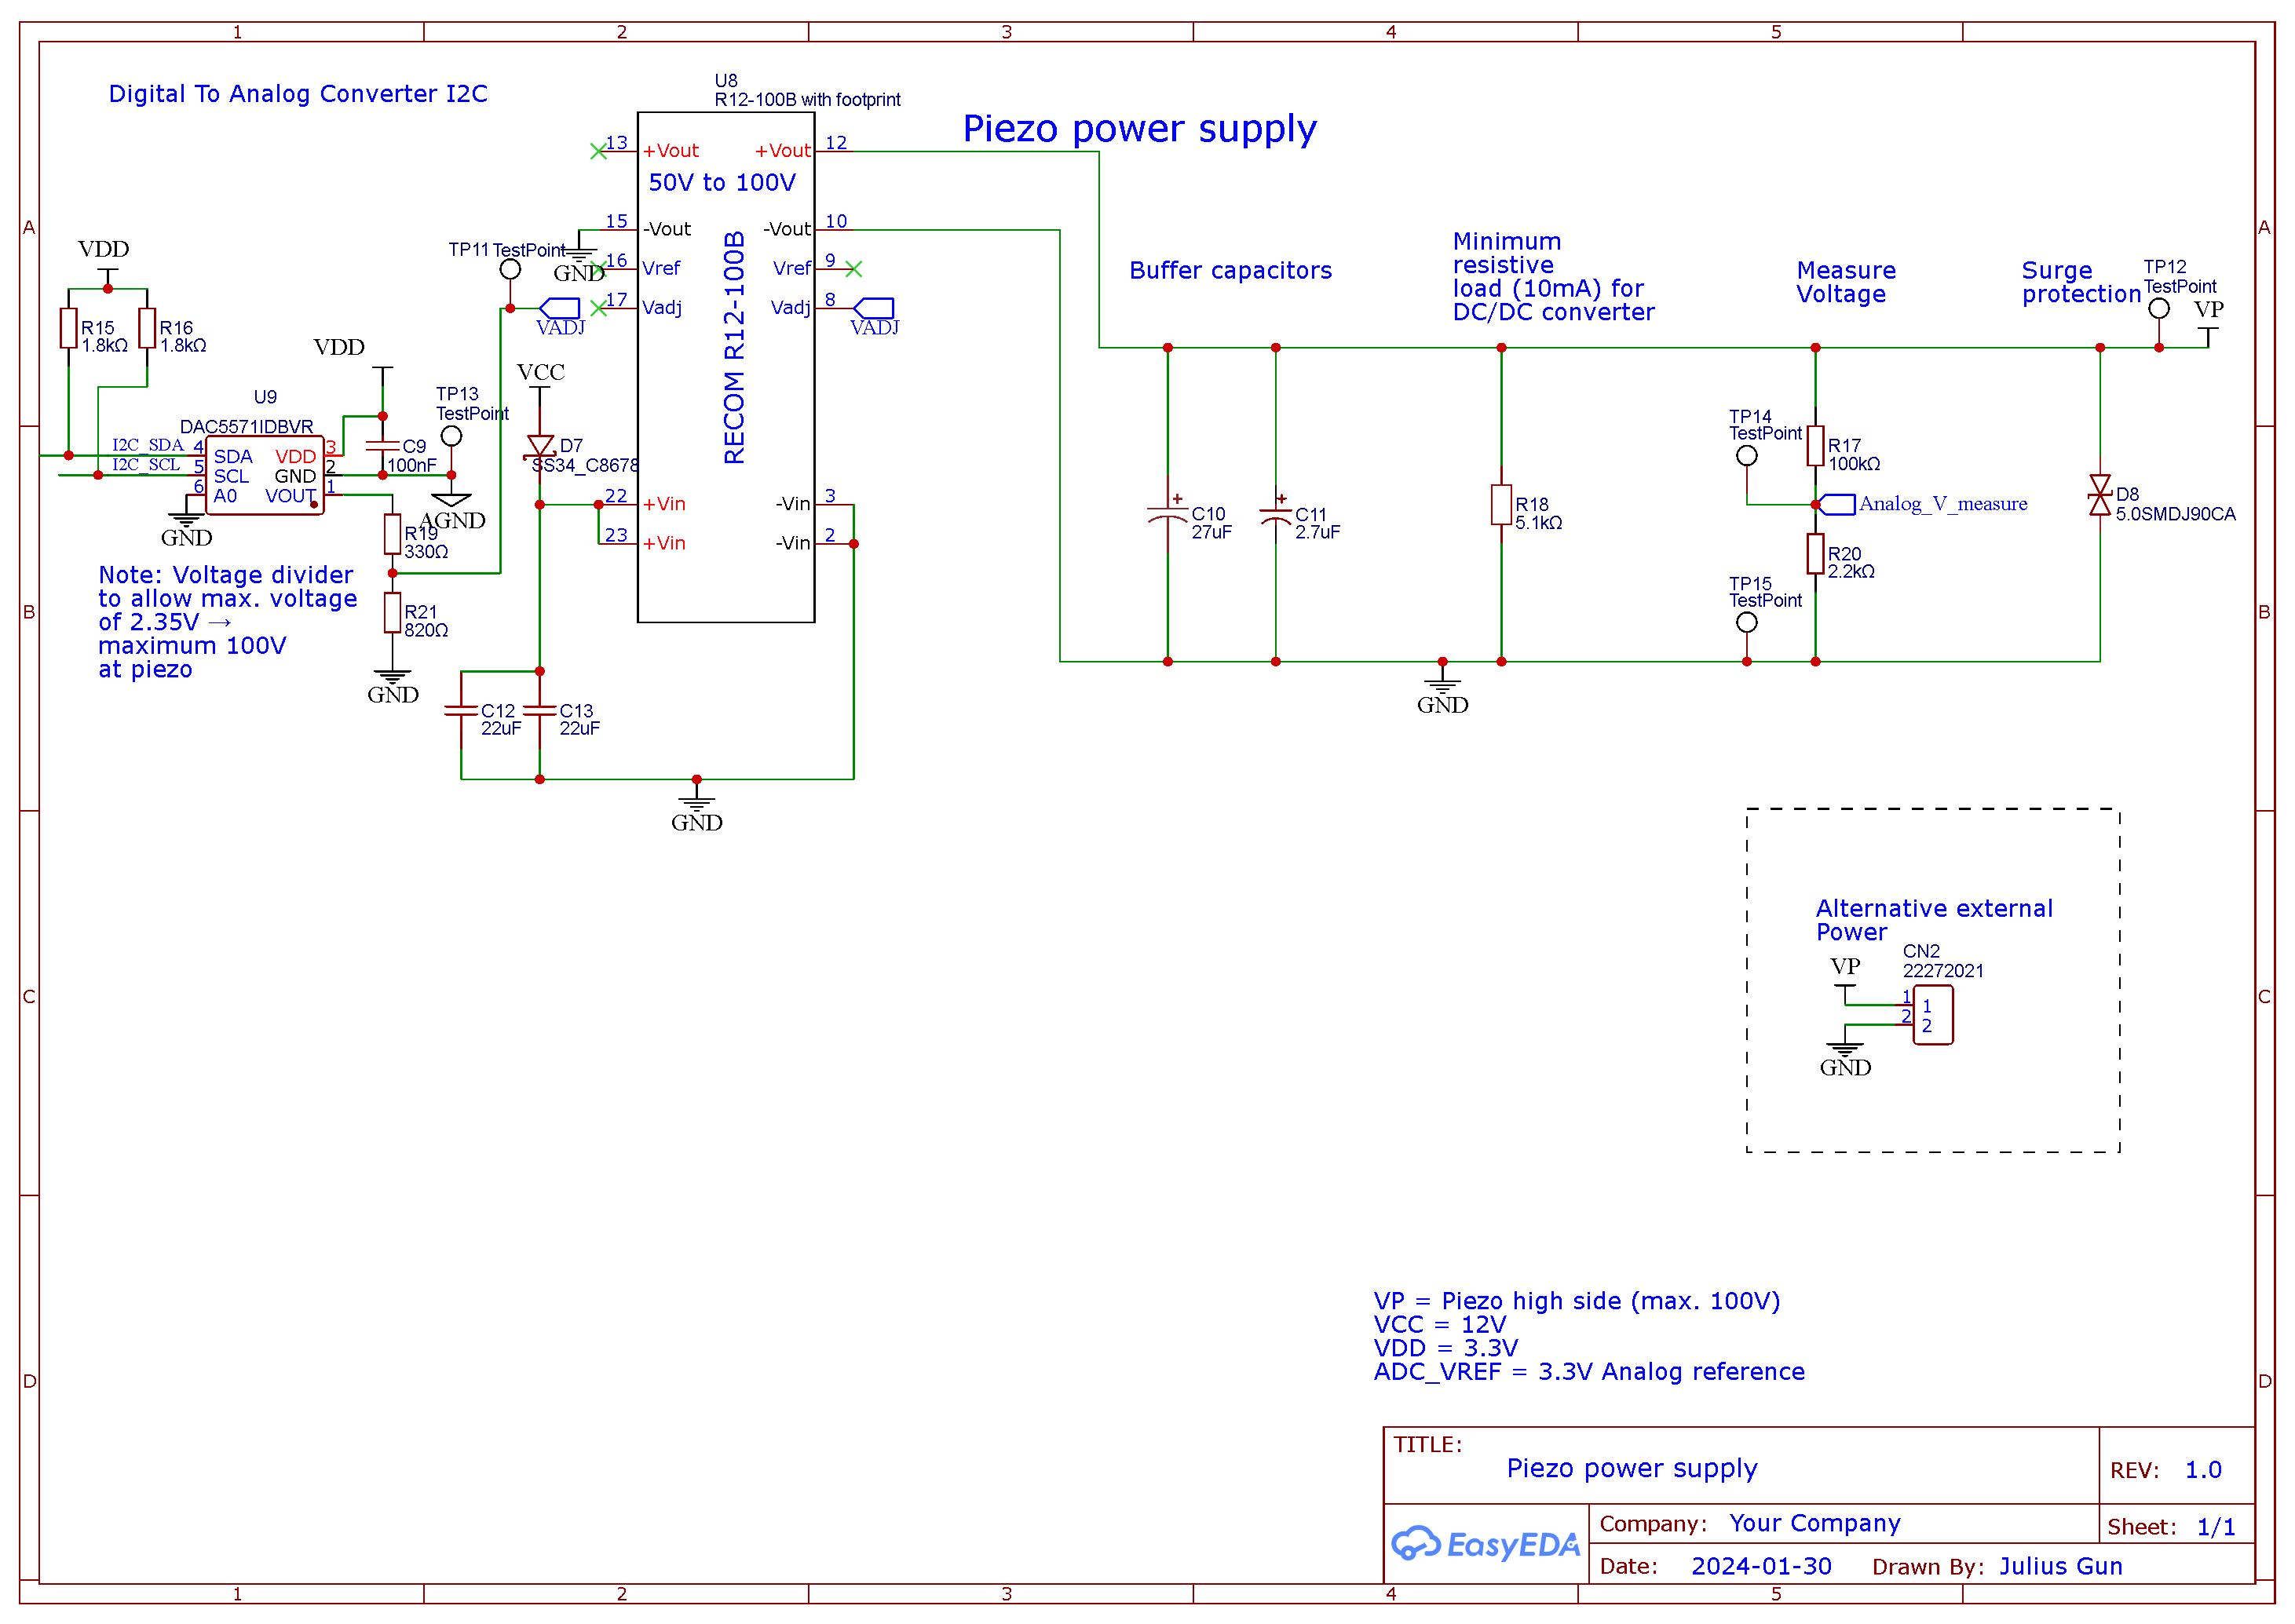 1 2 3 4 5
Digital To Analog Converter I2C
U8
R12-100B with footprint
Piezo power supply
13 +Vout
+Vout 12
50V to 100V
15 -Vout
-Vout 10
16 Vref
Vref 9
17 Vadj
Vadj 8
RECOM R12-100B
22 +Vin
-Vin 3
23 +Vin
-Vin 2
A
A
VDD
R15
1.8kΩ
R16
1.8kΩ
VDD
TP11 TestPoint
GND
VADJ
VADJ
VCC
D7
SS34_C8678
TP13
TestPoint
U9
DAC5571IDBVR
I2C_SDA 4 SDA
I2C_SCL 5 SCL
6 A0
VDD 3
GND 2
VOUT 1
C9
100nF
AGND
GND
R19
330Ω
R21
820Ω
GND
Note: Voltage divider
to allow max. voltage
of 2.35V →
maximum 100V
at piezo
C12
22uF
C13
22uF
GND
Buffer capacitors
Minimum
resistive
load (10mA) for
DC/DC converter
Measure
Voltage
Surge
protection
TP12
TestPoint
VP
C10
27uF
C11
2.7uF
R18
5.1kΩ
TP14
TestPoint
R17
100kΩ
Analog_V_measure
R20
2.2kΩ
TP15
TestPoint
D8
5.0SMDJ90CA
GND
B
B
Alternative external
Power
CN2
22272021
VP
1 1
2 2
GND
C
C
VP = Piezo high side (max. 100V)
VCC = 12V
VDD = 3.3V
ADC_VREF = 3.3V Analog reference
D
D
TITLE:
Piezo power supply
REV: 1.0
EasyEDA
Company: Your Company
Sheet: 1/1
Date: 2024-01-30
Drawn By: Julius Gun
1 2 3 4 5